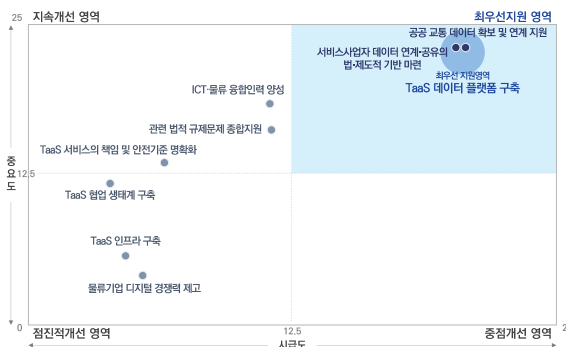 25
지속개선 영역
최우선지원 영역
공공 교통 데이터 확보 및 연계 지원
서비스사업자 데이터 연계·공유의
법·제도적 기반 마련
최우선 지원영역
TaaS 데이터 플랫폼 구축
ICT·물류 융합인력 양성
관련 법적 규제문제 종합지원
TaaS 서비스의 책임 및 안전기준 명확화
중요도
12.5
TaaS 협업 생태계 구축
TaaS 인프라 구축
물류기업 디지털 경쟁력 제고
0
점진적개선 영역
12.5
중점개선 영역
2
시급도